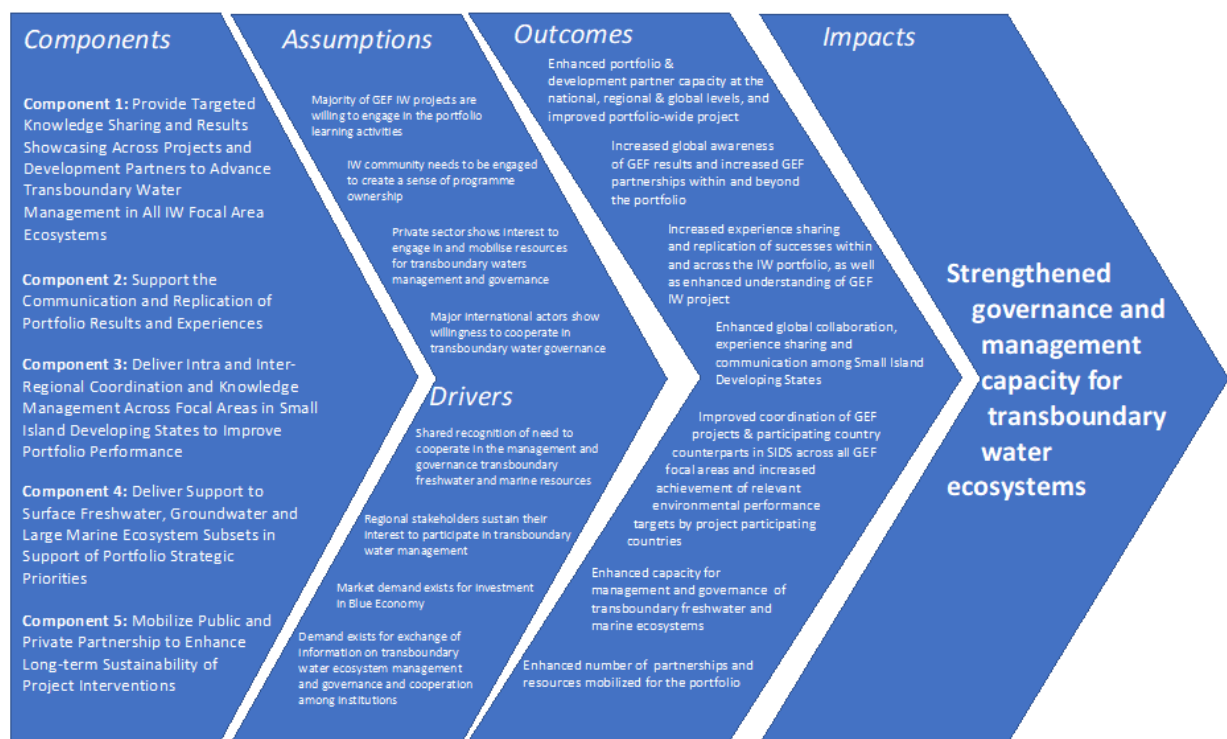 Components
Component 1: Provide Targeted
Knowledge Sharing and Results
Showcasing Across Projects and
Development Partners to Advance
Transboundary Water
Management in All IW Focal Area
Ecosystems
Component 2: Support the
Communication and Replication of
Portfolio Results and Experiences
Component 3: Deliver Intra and Inter-
Regional Coordination and Knowledge
Management Across Focal Areas in Small
Island Developing States to Improve
Portfolio Performance
Component 4: Deliver Support to
Surface Freshwater, Groundwater and
Large Marine Ecosystem Subsets in
Support of Portfolio Strategic
Priorities
Component 5: Mobilize Public and
Private Partnership to Enhance
Long-term Sustainability of
Project Interventions
Assumptions
Majority of GEF IW projects are
willing to engage in the portfolio
learning activities
IW community needs to be engaged
to create a sense of programme
ownership
Private sector shows interest to
engage in and mobilise resources
for transboundary waters
management and governance
Major international actors show
willingness to cooperate in
transboundary water governance
Drivers
Shared recognition of need to
cooperate in the management and
governance transboundary
freshwater and marine resources
Regional stakeholders sustain their
interest to participate in transboundary
water management
Market demand exists for investment
in Blue Economy
Demand exists for exchange of
information on transboundary
water ecosystem management
and governance and cooperation
among institutions
Outcomes
Enhanced portfolio &
development partner capacity at the
national, regional & global levels, and
improved portfolio-wide project
Increased global awareness
of GEF results and increased GEF
partnerships within and beyond
the portfolio
Increased experience sharing
and replication of successes within
and across the IW portfolio, as well
as enhanced understanding of GEF
IW project
Enhanced global collaboration,
experience sharing and
communication among Small Island
Developing States
Improved coordination of GEF
projects & participating country
counterparts in SIDS across all GEF
focal areas and increased
achievement of relevant
environmental performance
targets by project participating
countries
Enhanced capacity for
management and governance of
transboundary freshwater and
marine ecosystems
Enhanced number of partnerships and
resources mobilized for the portfolio
Impacts
Strengthened
governance and
management
capacity for
transboundary
water
ecosystems